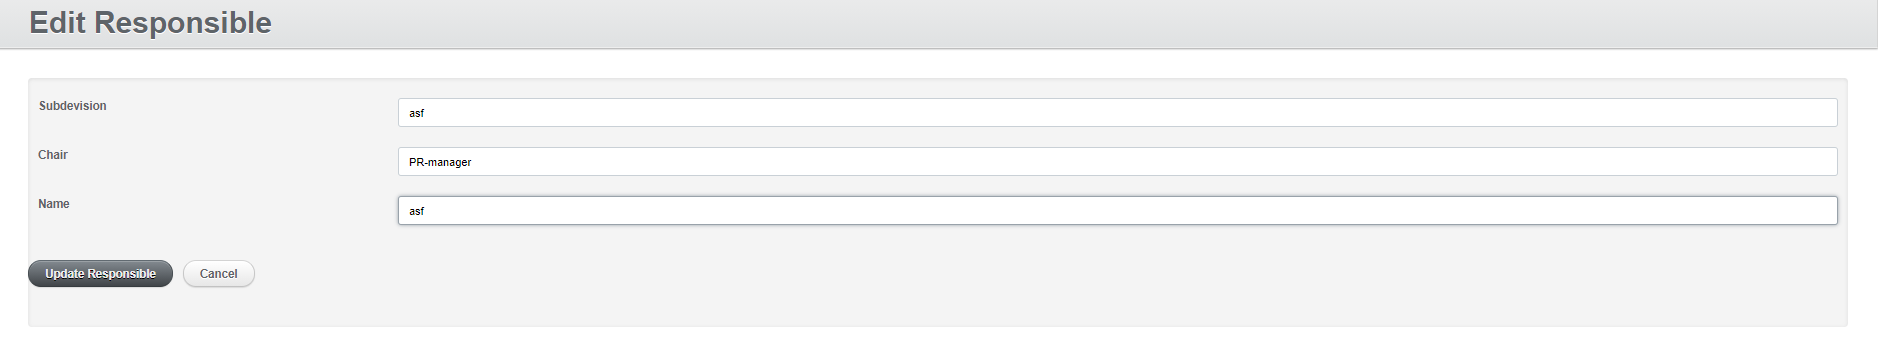 Edit Responsible
Subdevision
asf
Chair
PR-manager
Name
asf
Update Responsible
Cancel